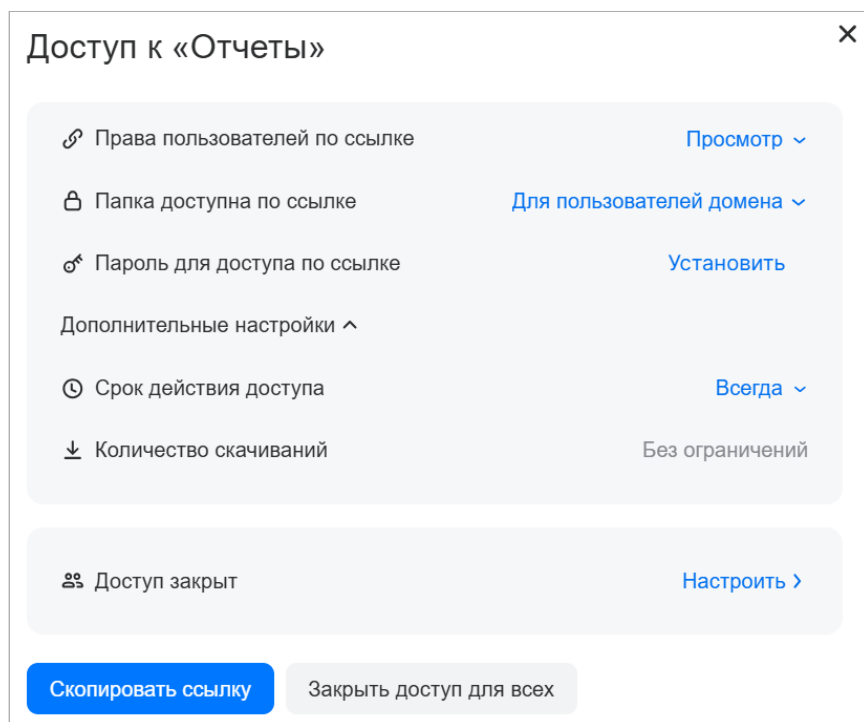 Доступ к «Отчеты»
Права пользователей по ссылке Просмотр
Папка доступна по ссылке Для пользователей домена
Пароль для доступа по ссылке Установить
Дополнительные настройки
Срок действия доступа Всегда
Количество скачиваний Без ограничений
Доступ закрыт Настроить
Скопировать ссылку Закрыть доступ для всех